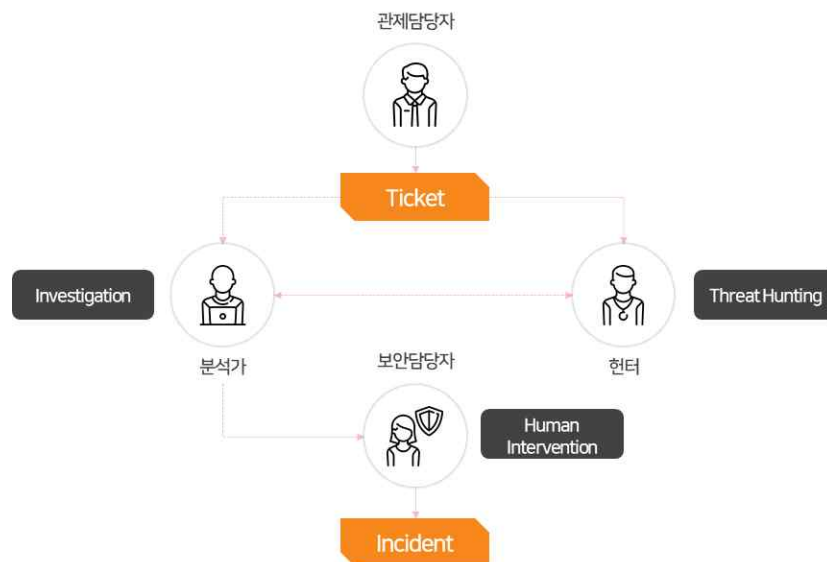 관제담당자
Ticket
Investigation
Threat Hunting
분석가
보안담당자
헌터
Human
Intervention
Incident